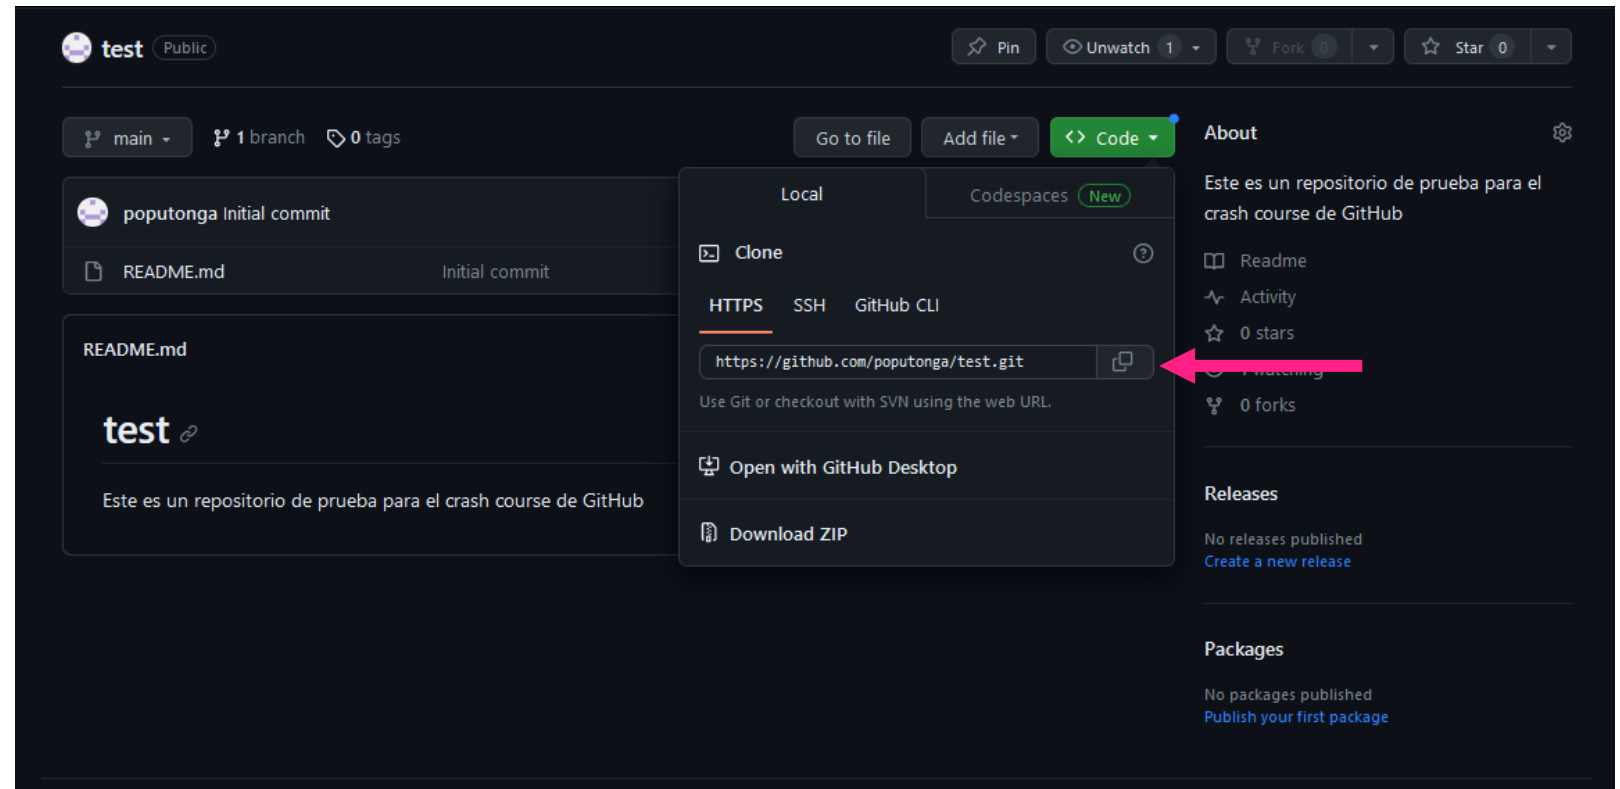 test Public
Pin Unwatch 1 Fork 0 Star 0
main 1 branch 0 tags
Go to file Add file <> Code
poputonga Initial commit
README.md Initial commit
README.md
test
Este es un repositorio de prueba para el crash course de GitHub
Local Codespaces New
Clone
HTTPS SSH GitHub CLI
https://github.com/poputonga/test.git
Use Git or checkout with SVN using the web URL.
Open with GitHub Desktop
Download ZIP
About
Este es un repositorio de prueba para el
crash course de GitHub
Readme
Activity
0 stars
1 watching
0 forks
Releases
No releases published
Create a new release
Packages
No packages published
Publish your first package